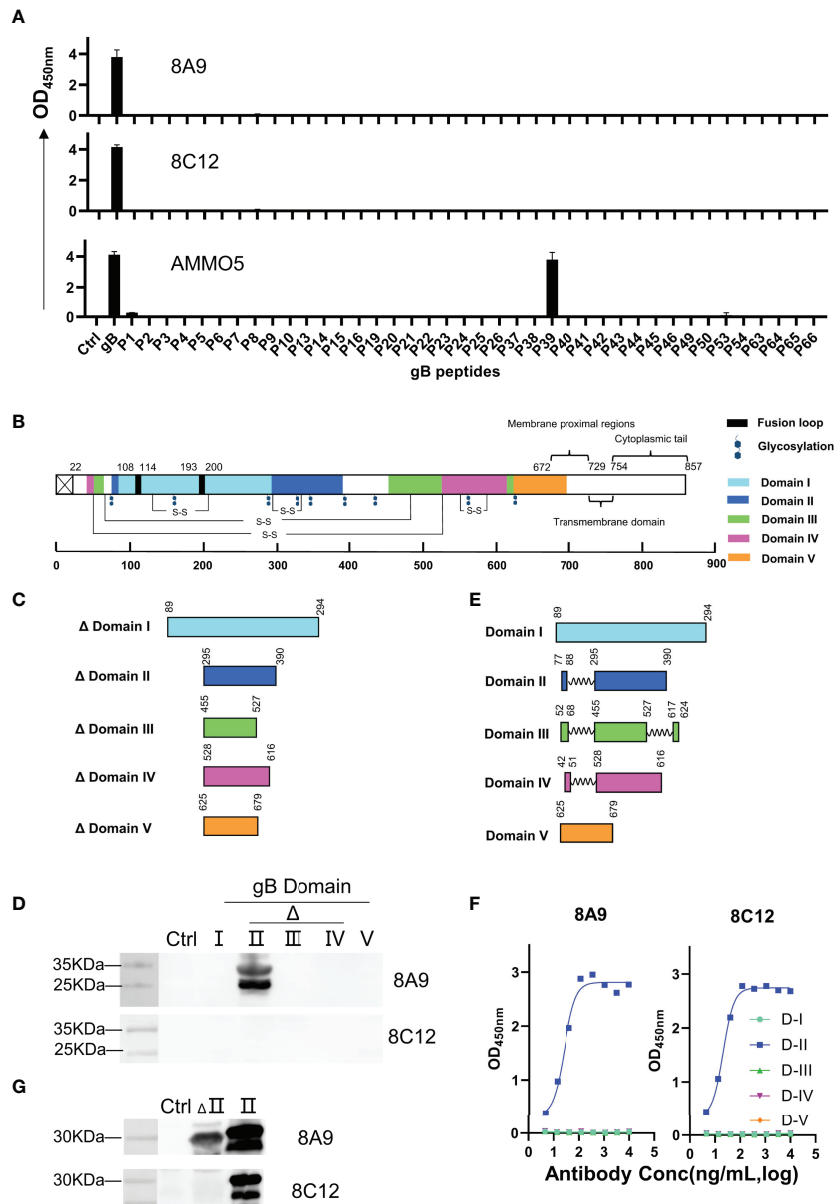 A
OD450nm
4
2
0
8A9
4
2
0
8C12
4
2
0
AMMO5
Ctrl gB P1 P2 P3 P4 P5 P6 P7 P8 P9 P10 P13 P14 P15 P16 P19 P20 P21 P22 P23 P24 P25 P26 P37 P38 P39 P40 P41 P42 P43 P44 P45 P46 P49 P50 P53 P54 P63 P64 P65 P66
gB peptides
B
Membrane proximal regions
Cytoplasmic tail
22 108 114 193 200 672 729 754 857
S-S S-S S-S
S-S
S-S
Transmembrane domain
0 100 200 300 400 500 600 700 800 900
Fusion loop
Glycosylation
Domain I
Domain II
Domain III
Domain IV
Domain V
C
Δ Domain I 89 294
Δ Domain II 295 390
Δ Domain III 455 527
Δ Domain IV 528 616
Δ Domain V 625 679
E
Domain I 89 294
Domain II 77 88 295 390
Domain III 52 68 455 527 617 624
Domain IV 42 51 528 616
Domain V 625 679
D
gB Domain
Δ
Ctrl I II III IV V
35KDa
25KDa
8A9
35KDa
25KDa
8C12
F
8A9
OD450nm
3
2
1
0
0 1 2 3 4 5
8C12
OD450nm
3
2
1
0
0 1 2 3 4 5
D-I
D-II
D-III
D-IV
D-V
Antibody Conc(ng/mL,log)
G
Ctrl Δ II II
30KDa
8A9
30KDa
8C12